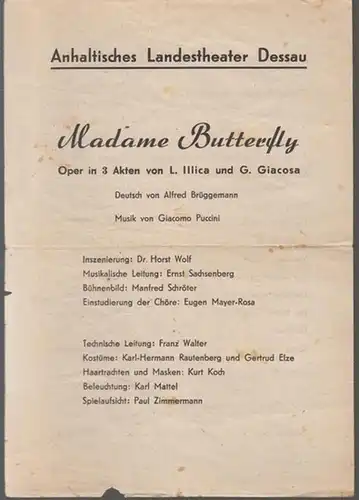 Anhaltisches Landestheater Dessau
Madame Butterfly
Oper in 3 Akten von L. Illica und G. Giacosa
Deutsch von Alfred Brüggemann
Musik von Giacomo Puccini
Inszenierung: Dr. Horst Wolf
Musikalische Leitung: Ernst Sachsenberg
Bühnenbild: Manfred Schröter
Einstudierung der Chöre: Eugen Mayer-Rosa
Technische Leitung: Franz Walter
Kostüme: Karl-Hermann Rautenberg und Gertrud Elze
Haartrachten und Masken: Kurt Koch
Beleuchtung: Karl Mattel
Spielaufsicht: Paul Zimmermann